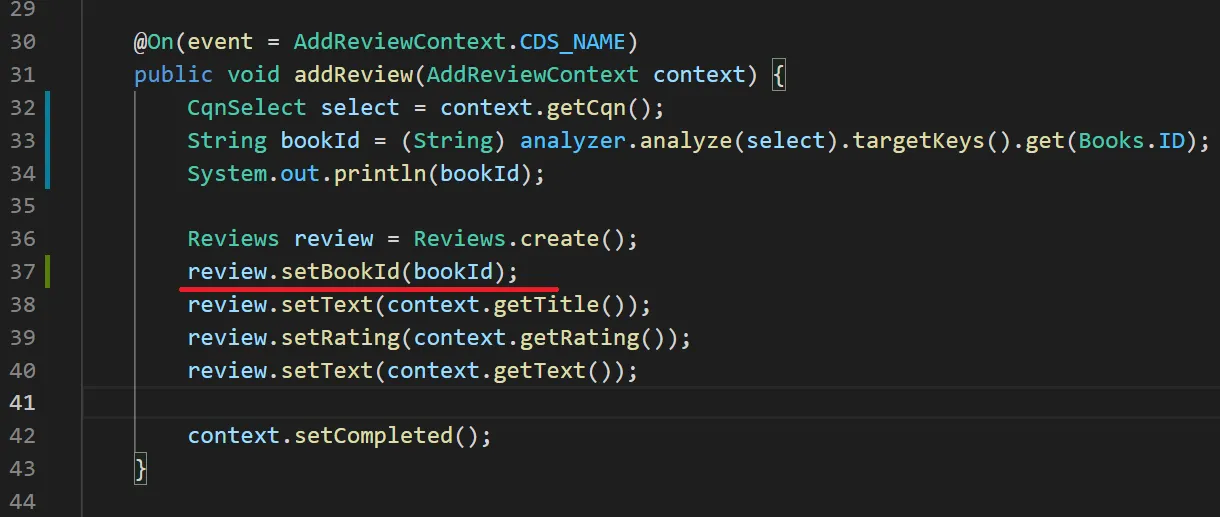 29
30 @On(event = AddReviewContext.CDS_NAME)
31 public void addReview(AddReviewContext context) {
32 CqnSelect select = context.getCqn();
33 String bookId = (String) analyzer.analyze(select).targetKeys().get(Books.ID);
34 System.out.println(bookId);
35
36 Reviews review = Reviews.create();
37 review.setBookId(bookId);
38 review.setText(context.getTitle());
39 review.setRating(context.getRating());
40 review.setText(context.getText());
41
42 context.setCompleted();
43 }
44